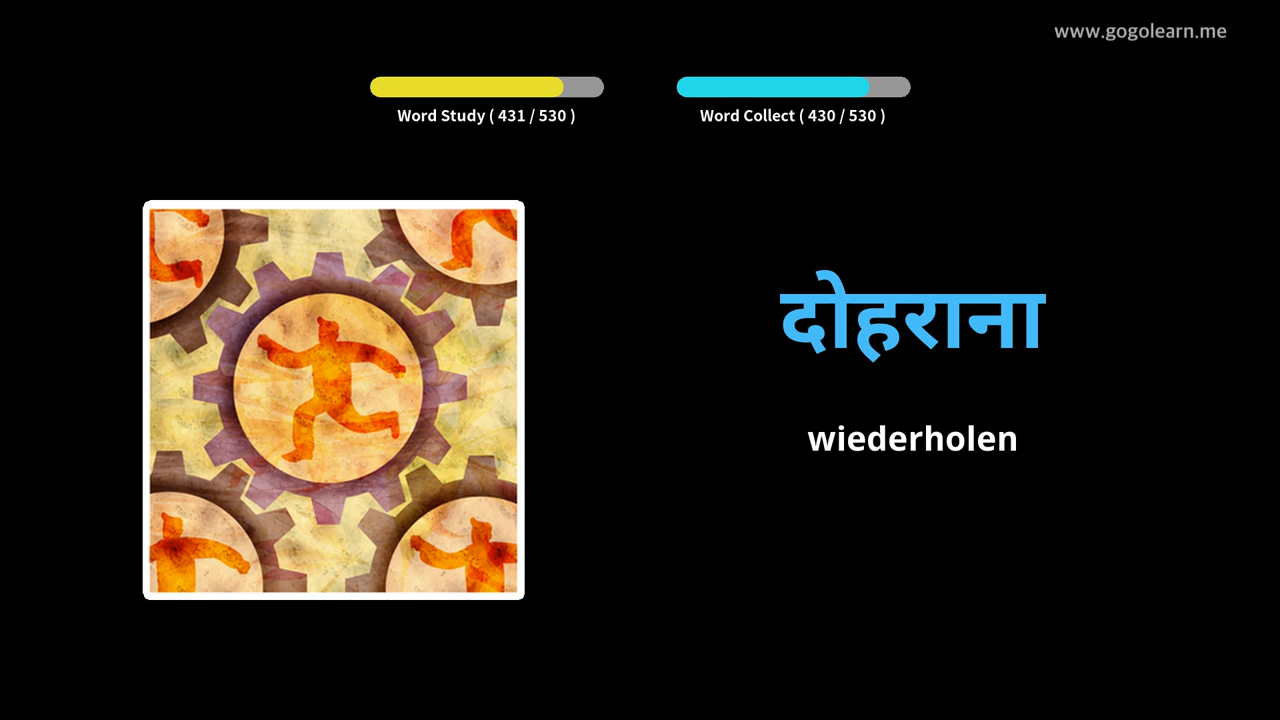 www.gogolearn.me
Word Study ( 431 / 530 )
Word Collect ( 430 / 530 )
दोहराना
wiederholen